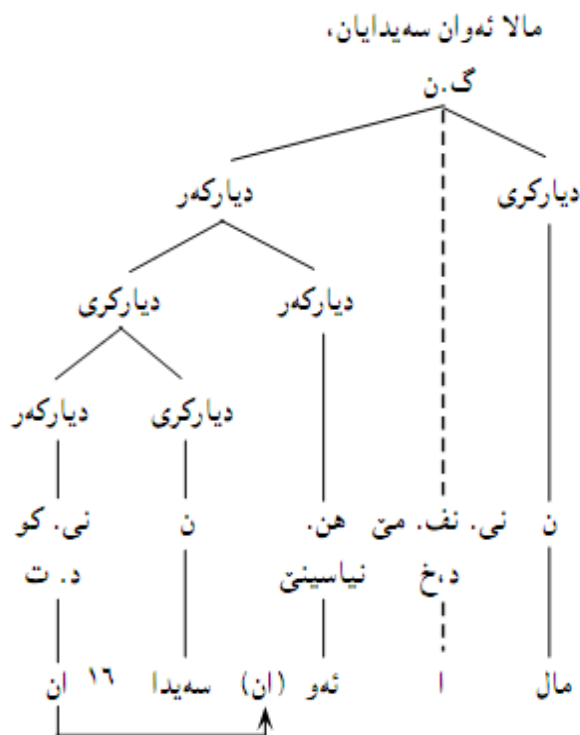 مالا ئەوان سەیدایان،
گ.ن
دیارکری دیارکەر
دیارکەر دیارکری
دیارکری دیارکەر
ن نی. نف. مێ هن. ن نی. کو
د.خ نیاسینێ د. ت
مال ا ئەو (ان) سەیدا ١٦ ان